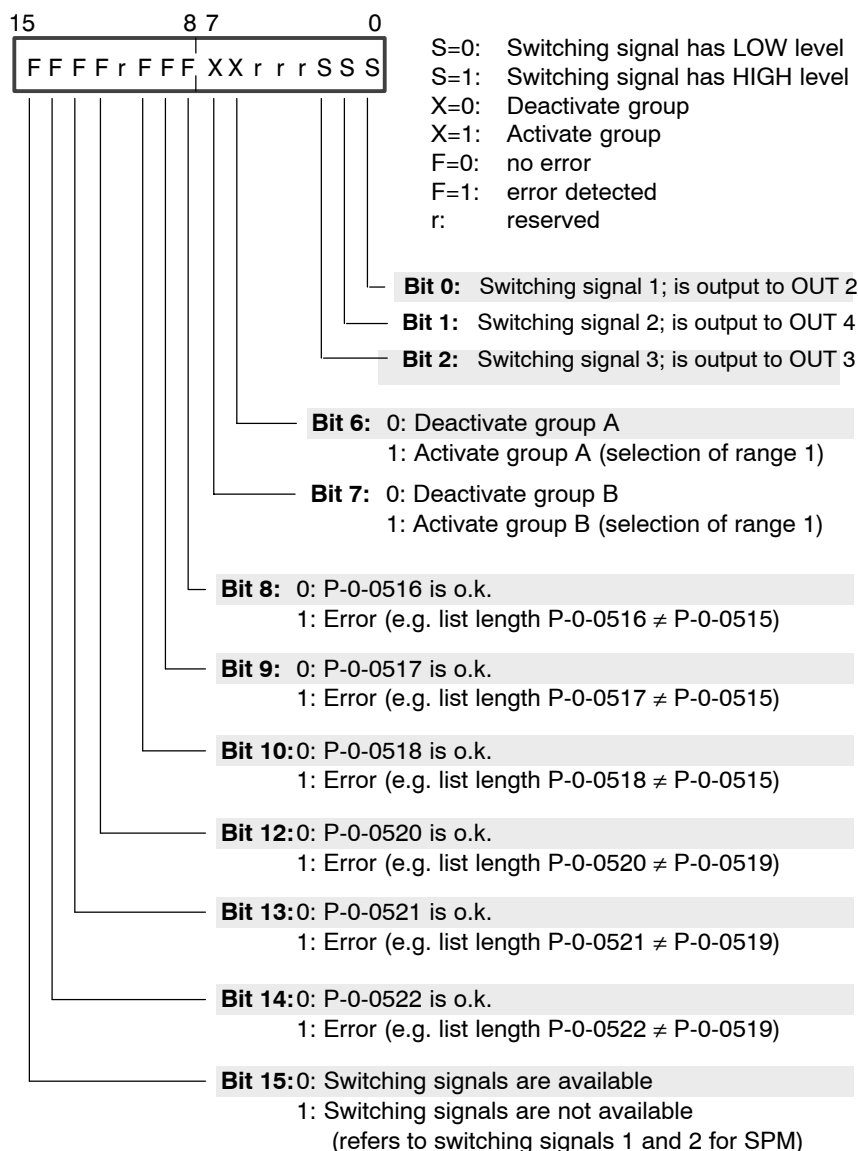 15 8 7 0
F F F F r F F F X X r r r S S S
S=0: Switching signal has LOW level
S=1: Switching signal has HIGH level
X=0: Deactivate group
X=1: Activate group
F=0: no error
F=1: error detected
r: reserved
Bit 0: Switching signal 1; is output to OUT 2
Bit 1: Switching signal 2; is output to OUT 4
Bit 2: Switching signal 3; is output to OUT 3
Bit 6: 0: Deactivate group A
1: Activate group A (selection of range 1)
Bit 7: 0: Deactivate group B
1: Activate group B (selection of range 1)
Bit 8: 0: P-0-0516 is o.k.
1: Error (e.g. list length P-0-0516 ≠ P-0-0515)
Bit 9: 0: P-0-0517 is o.k.
1: Error (e.g. list length P-0-0517 ≠ P-0-0515)
Bit 10: 0: P-0-0518 is o.k.
1: Error (e.g. list length P-0-0518 ≠ P-0-0515)
Bit 12: 0: P-0-0520 is o.k.
1: Error (e.g. list length P-0-0520 ≠ P-0-0519)
Bit 13: 0: P-0-0521 is o.k.
1: Error (e.g. list length P-0-0521 ≠ P-0-0519)
Bit 14: 0: P-0-0522 is o.k.
1: Error (e.g. list length P-0-0522 ≠ P-0-0519)
Bit 15: 0: Switching signals are available
1: Switching signals are not available
(refers to switching signals 1 and 2 for SPM)